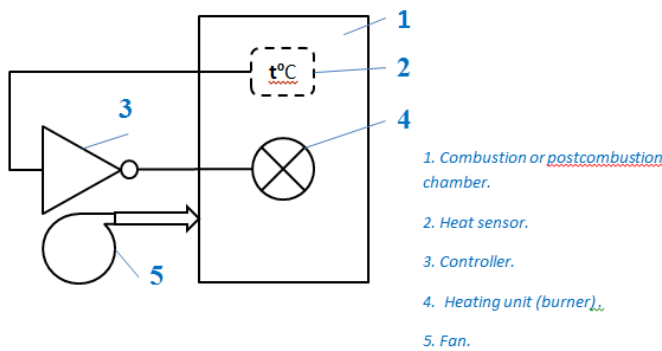 1
t°C
2
3
4
5
1. Combustion or postcombustion
chamber.
2. Heat sensor.
3. Controller.
4. Heating unit (burner).
5. Fan.